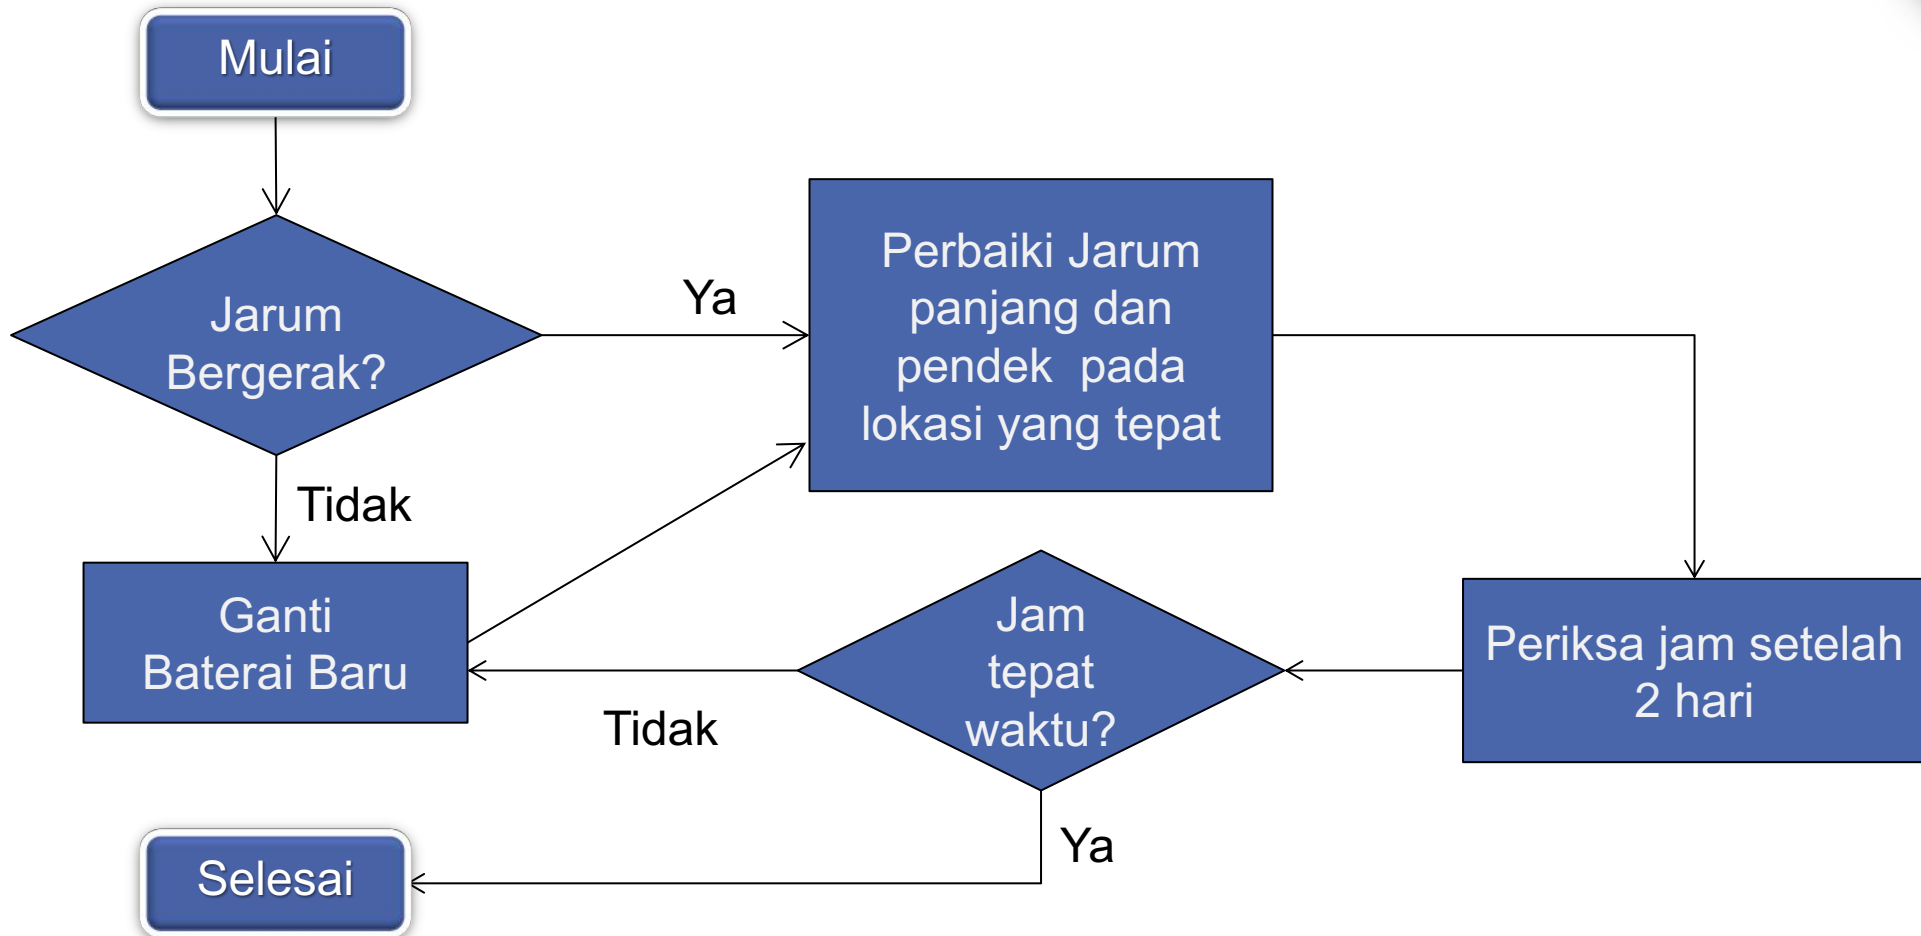 Mulai
Jarum
Bergerak?
Ya
Perbaiki Jarum
panjang dan
pendek pada
lokasi yang tepat
Tidak
Ganti
Baterai Baru
Jam
tepat
waktu?
Periksa jam setelah
2 hari
Tidak
Ya
Selesai